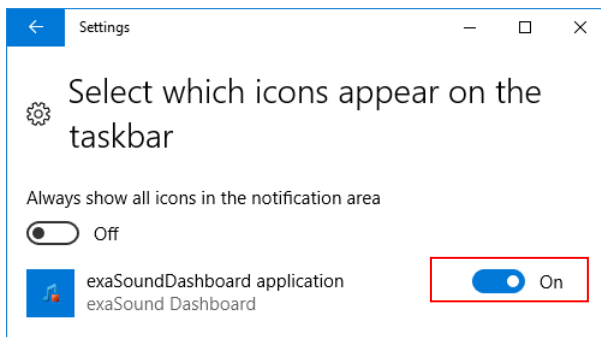 Settings
Select which icons appear on the
taskbar
Always show all icons in the notification area
Off
exaSoundDashboard application
On
exaSound Dashboard